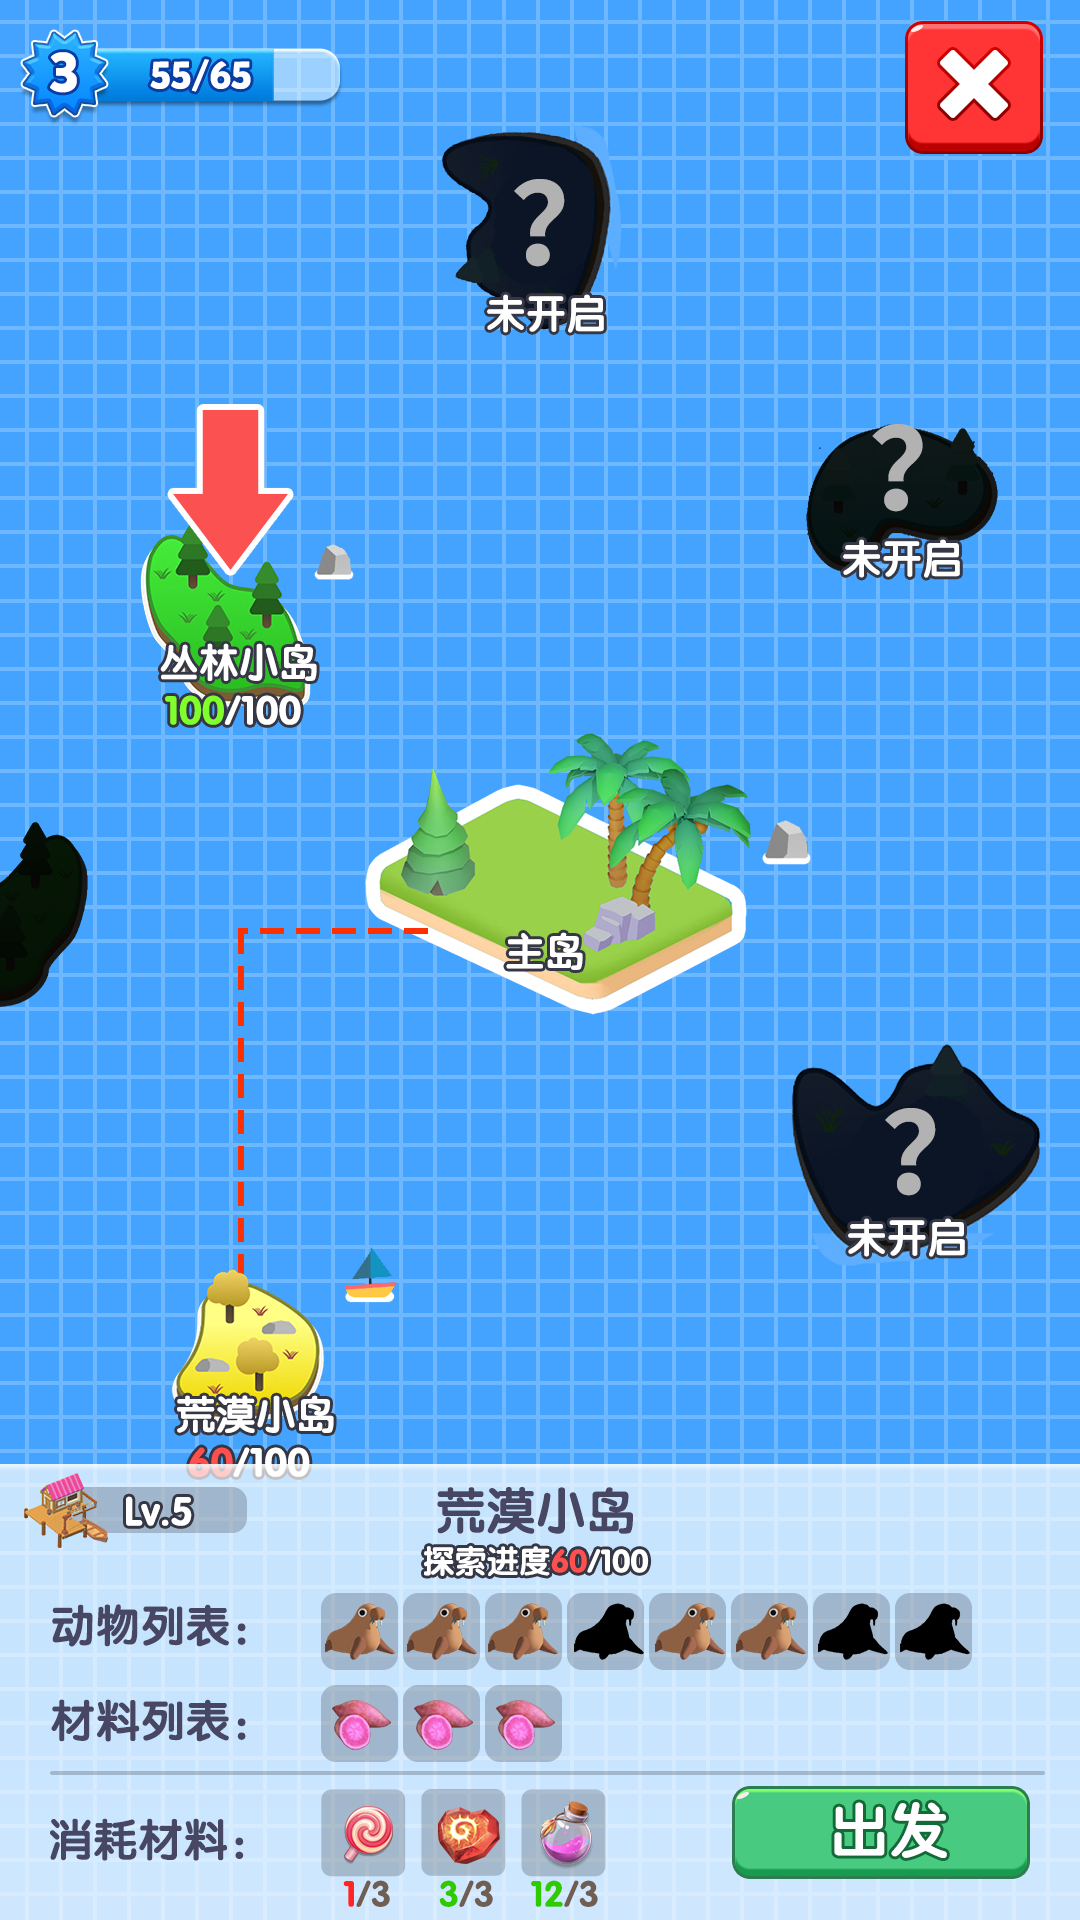 3
55/65
?
未开启
?
未开启
丛林小岛
100/100
主岛
?
未开启
荒漠小岛
60/100
Lv.5
荒漠小岛
探索进度60/100
动物列表：
材料列表：
消耗材料：
1/3
3/3
12/3
出发